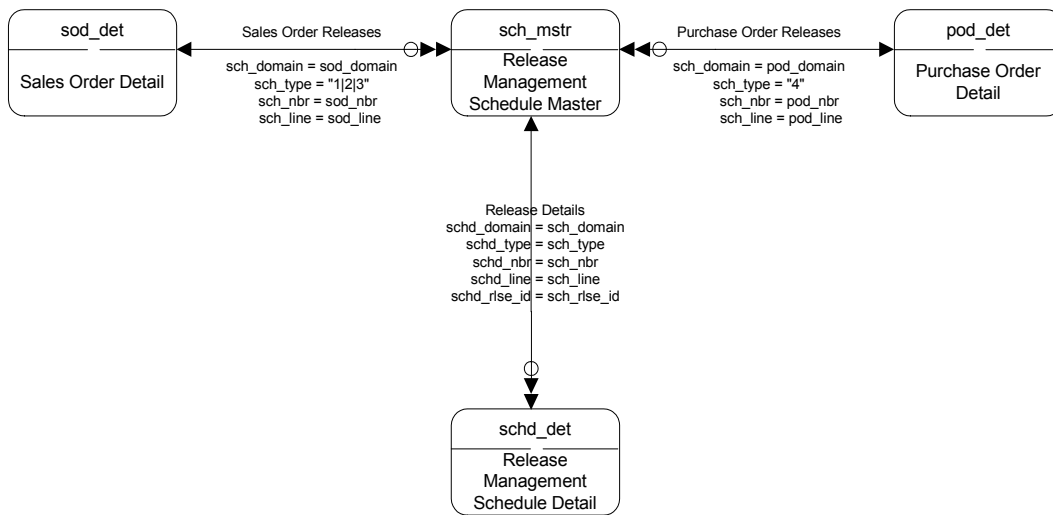 sod_det
Sales Order Detail
Sales Order Releases
sch_domain = sod_domain
sch_type = "1|2|3"
sch_nbr = sod_nbr
sch_line = sod_line
sch_mstr
Release
Management
Schedule Master
Purchase Order Releases
sch_domain = pod_domain
sch_type = "4"
sch_nbr = pod_nbr
sch_line = pod_line
pod_det
Purchase Order
Detail
Release Details
schd_domain = sch_domain
schd_type = sch_type
schd_nbr = sch_nbr
schd_line = sch_line
schd_rlse_id = sch_rlse_id
schd_det
Release
Management
Schedule Detail